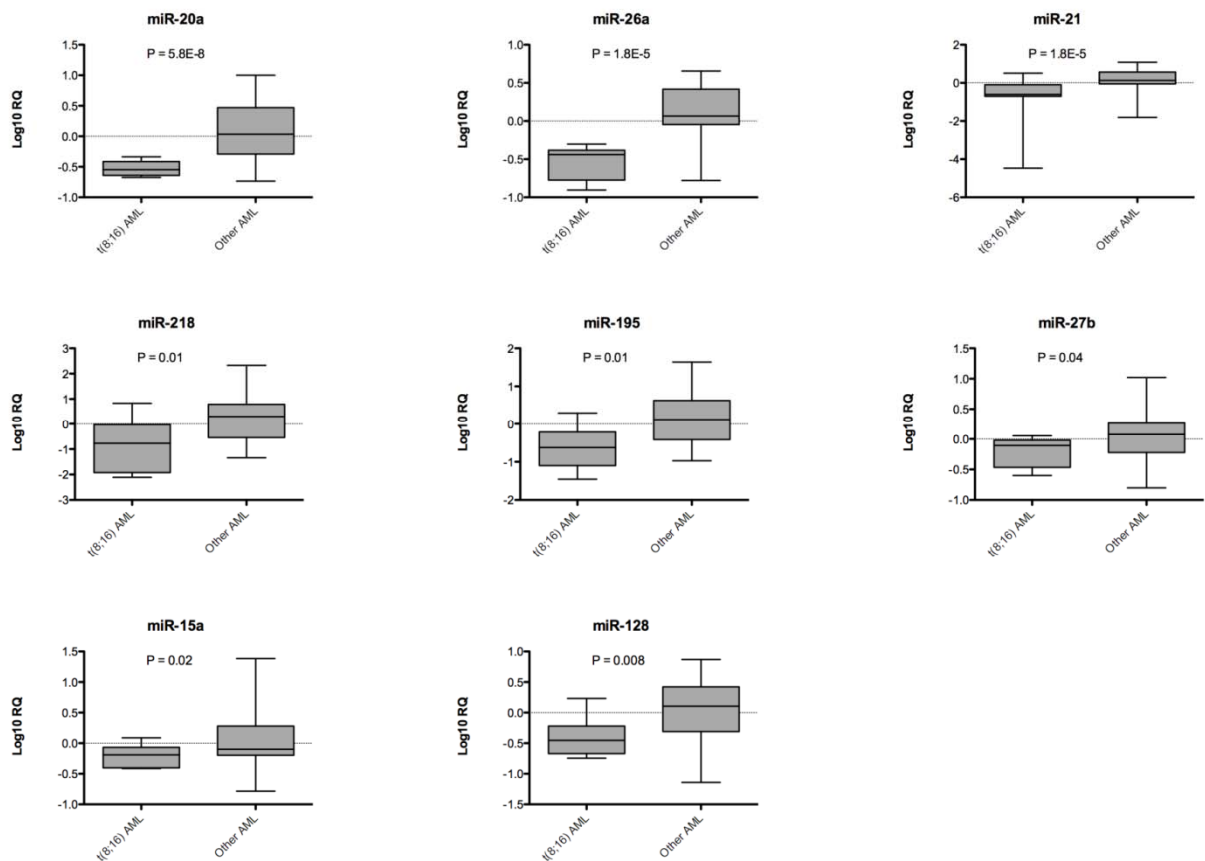 miR-20a
P = 5.8E-8
Log10 RQ
1.5
1.0
0.5
0.0
-0.5
-1.0
t(8;16) AML
Other AML
miR-26a
P = 1.8E-5
Log10 RQ
1.0
0.5
0.0
-0.5
-1.0
t(8;16) AML
Other AML
miR-21
P = 1.8E-5
Log10 RQ
2
0
-2
-4
-6
t(8;16) AML
Other AML
miR-218
P = 0.01
Log10 RQ
3
2
1
0
-1
-2
-3
t(8;16) AML
Other AML
miR-195
P = 0.01
Log10 RQ
2
1
0
-1
-2
t(8;16) AML
Other AML
miR-27b
P = 0.04
Log10 RQ
1.5
1.0
0.5
0.0
-0.5
-1.0
t(8;16) AML
Other AML
miR-15a
P = 0.02
Log10 RQ
1.5
1.0
0.5
0.0
-0.5
-1.0
t(8;16) AML
Other AML
miR-128
P = 0.008
Log10 RQ
1.0
0.5
0.0
-0.5
-1.0
-1.5
t(8;16) AML
Other AML